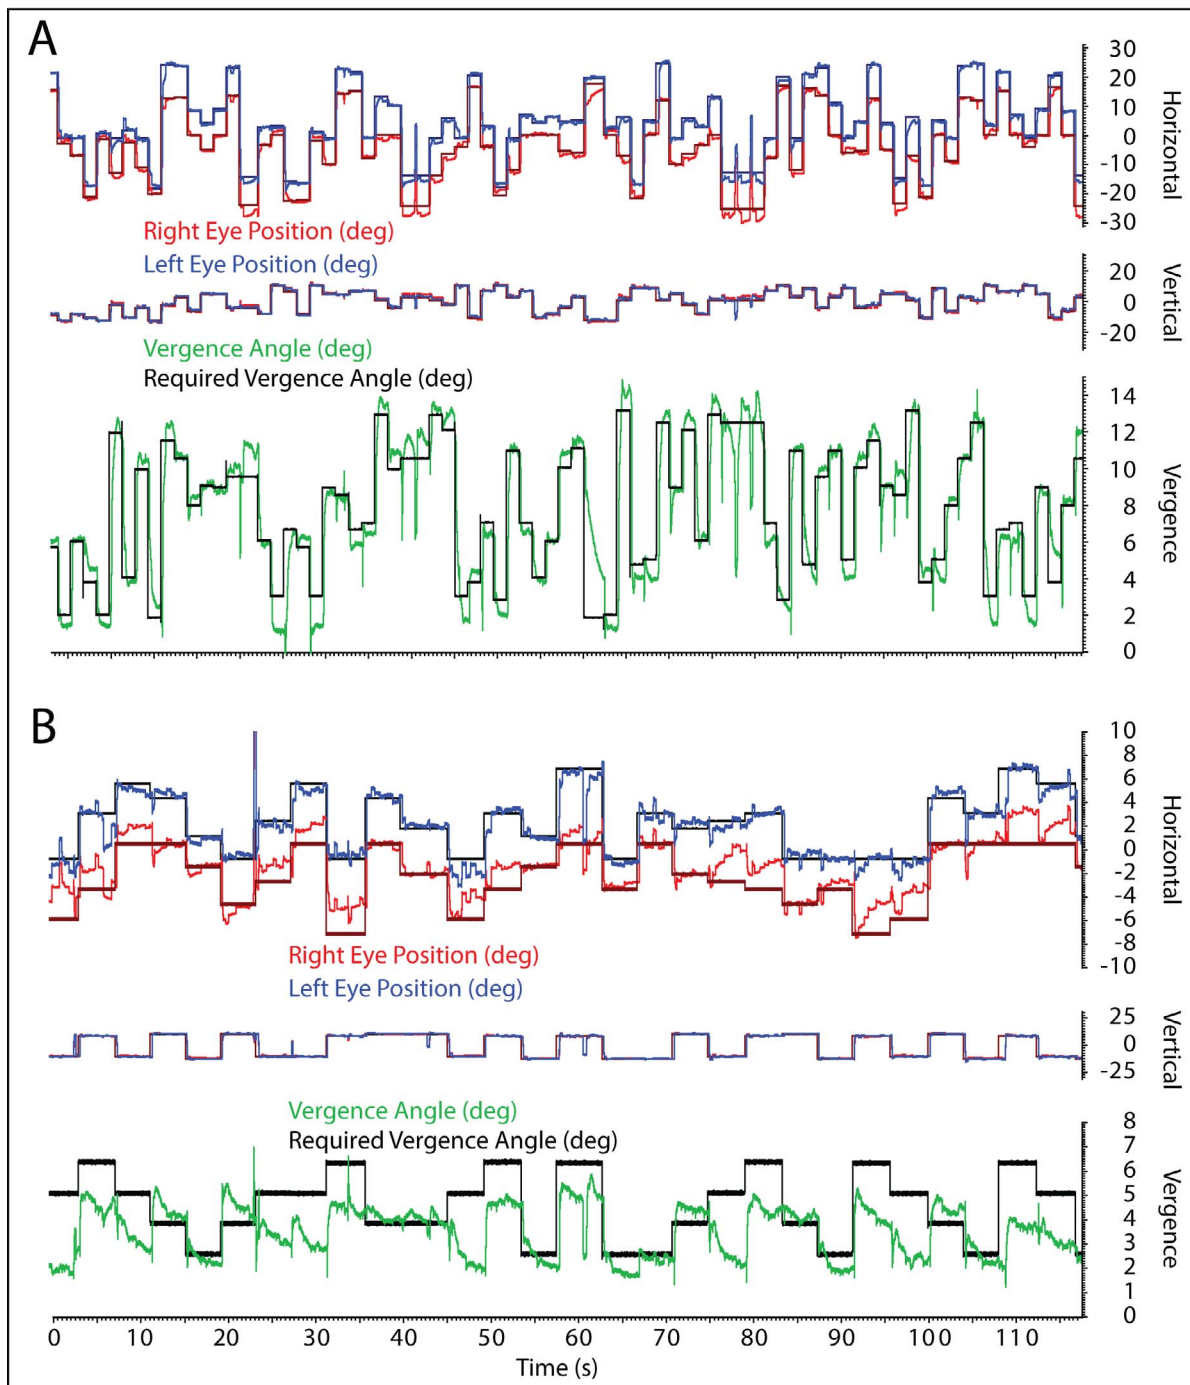 A
30
20
10
0
-10
-20
-30
Horizontal
Right Eye Position (deg)
Left Eye Position (deg)
20
0
-20
Vertical
Vergence Angle (deg)
Required Vergence Angle (deg)
14
12
10
8
6
4
2
0
Vergence
B
10
8
6
4
2
0
-2
-4
-6
-8
-10
Horizontal
Right Eye Position (deg)
Left Eye Position (deg)
25
0
-25
Vertical
Vergence Angle (deg)
Required Vergence Angle (deg)
8
7
6
5
4
3
2
1
0
Vergence
0 10 20 30 40 50 60 70 80 90 100 110
Time (s)